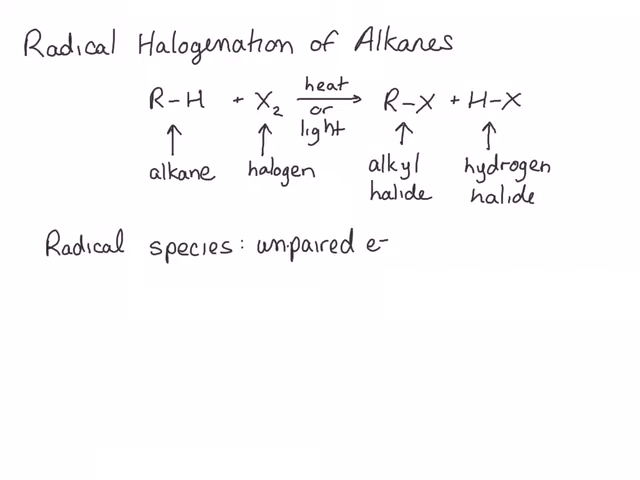 Radical Halogenation of Alkanes
R-H + X₂ heat or light → R-X + H-X
↑ ↑ ↑ ↑
alkane halogen alkyl halide hydrogen halide
Radical species: unpaired e-